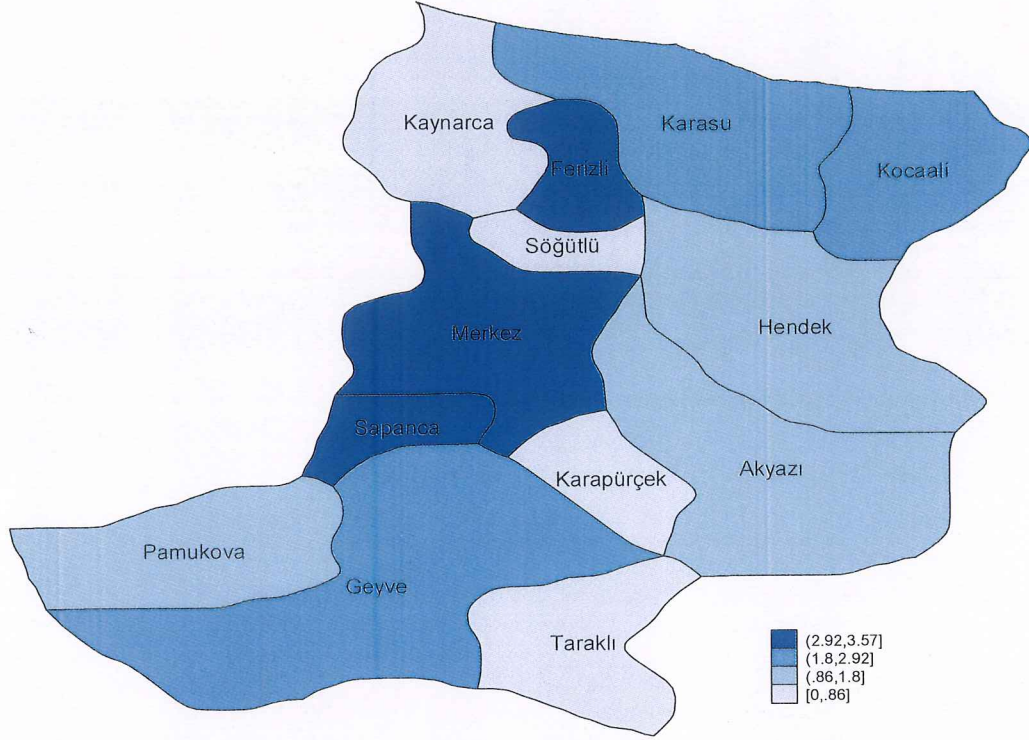 Kaynarca
Karasu
Kocaali
Ferizli
Söğütlü
Merkez
Hendek
Sapanca
Karapürçek
Akyazı
Pamukova
Geyve
Taraklı
(2.92,3.57]
(1.8,2.92]
(.86,1.8]
[0,.86]